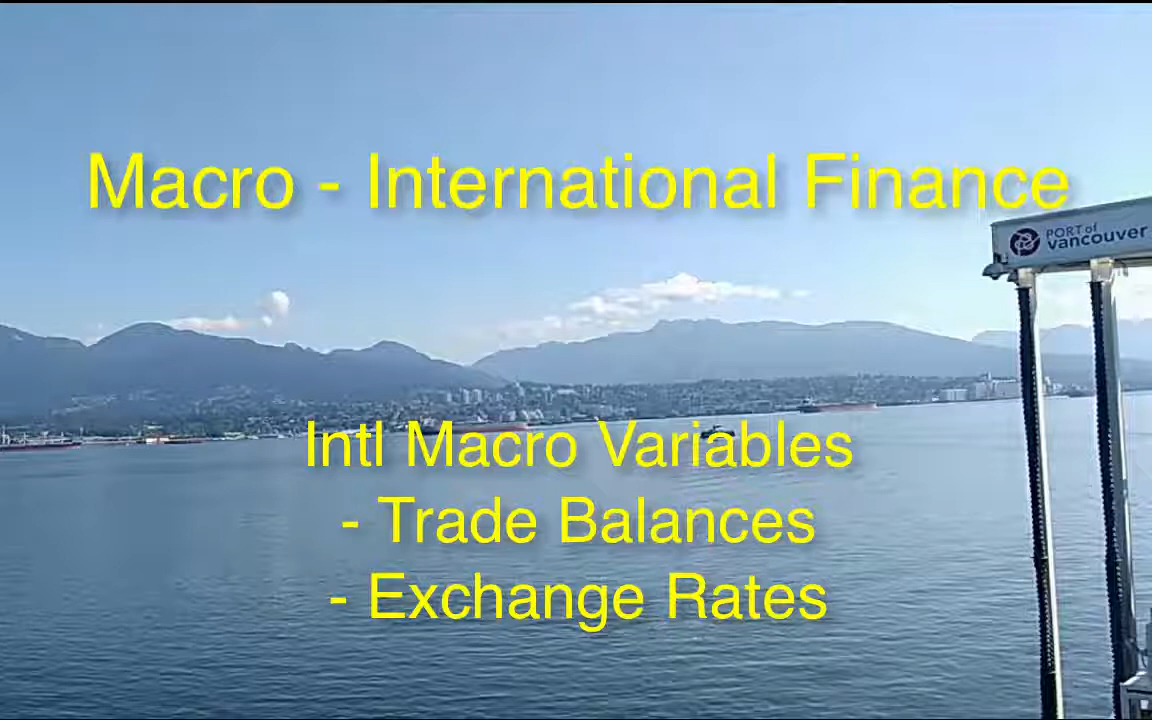 Macro - International Finance
PORT of
vancouver
Intl Macro Variables
- Trade Balances
- Exchange Rates